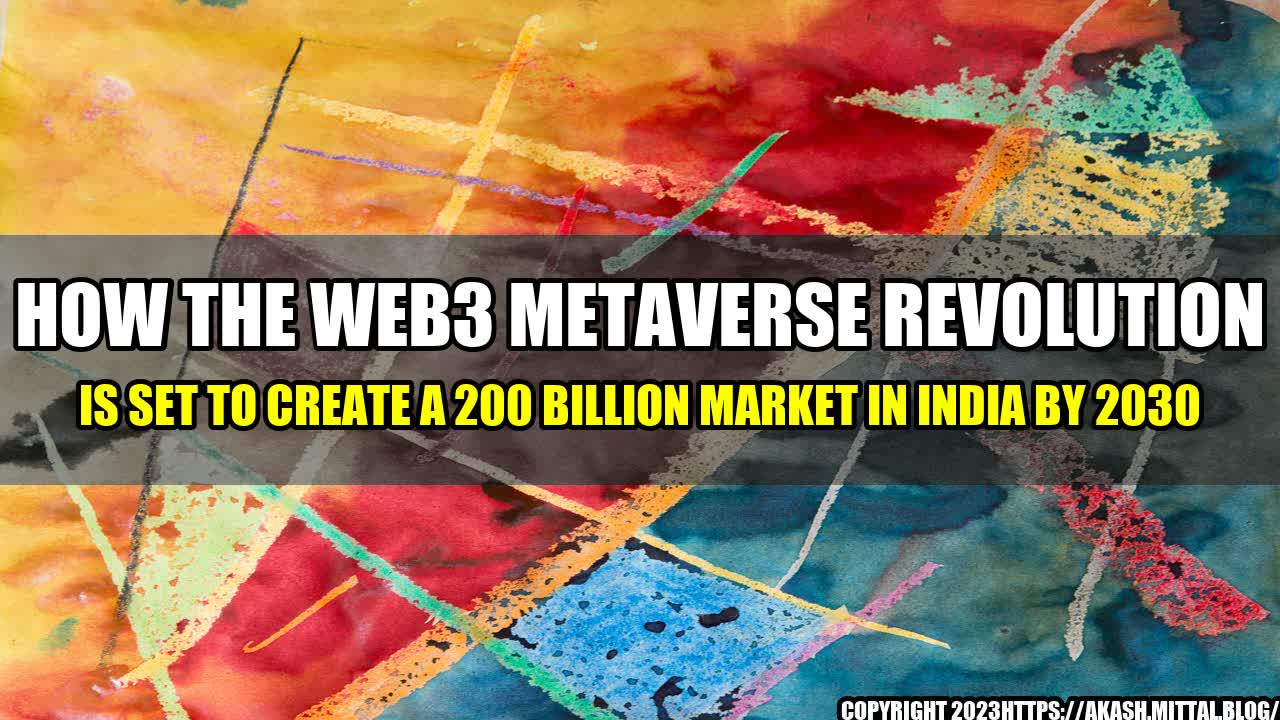 HOW THE WEB3 METAVERSE REVOLUTION
IS SET TO CREATE A 200 BILLION MARKET IN INDIA BY 2030
COPYRIGHT 2023HTTPS://AKASH.MITTAL.BLOG/